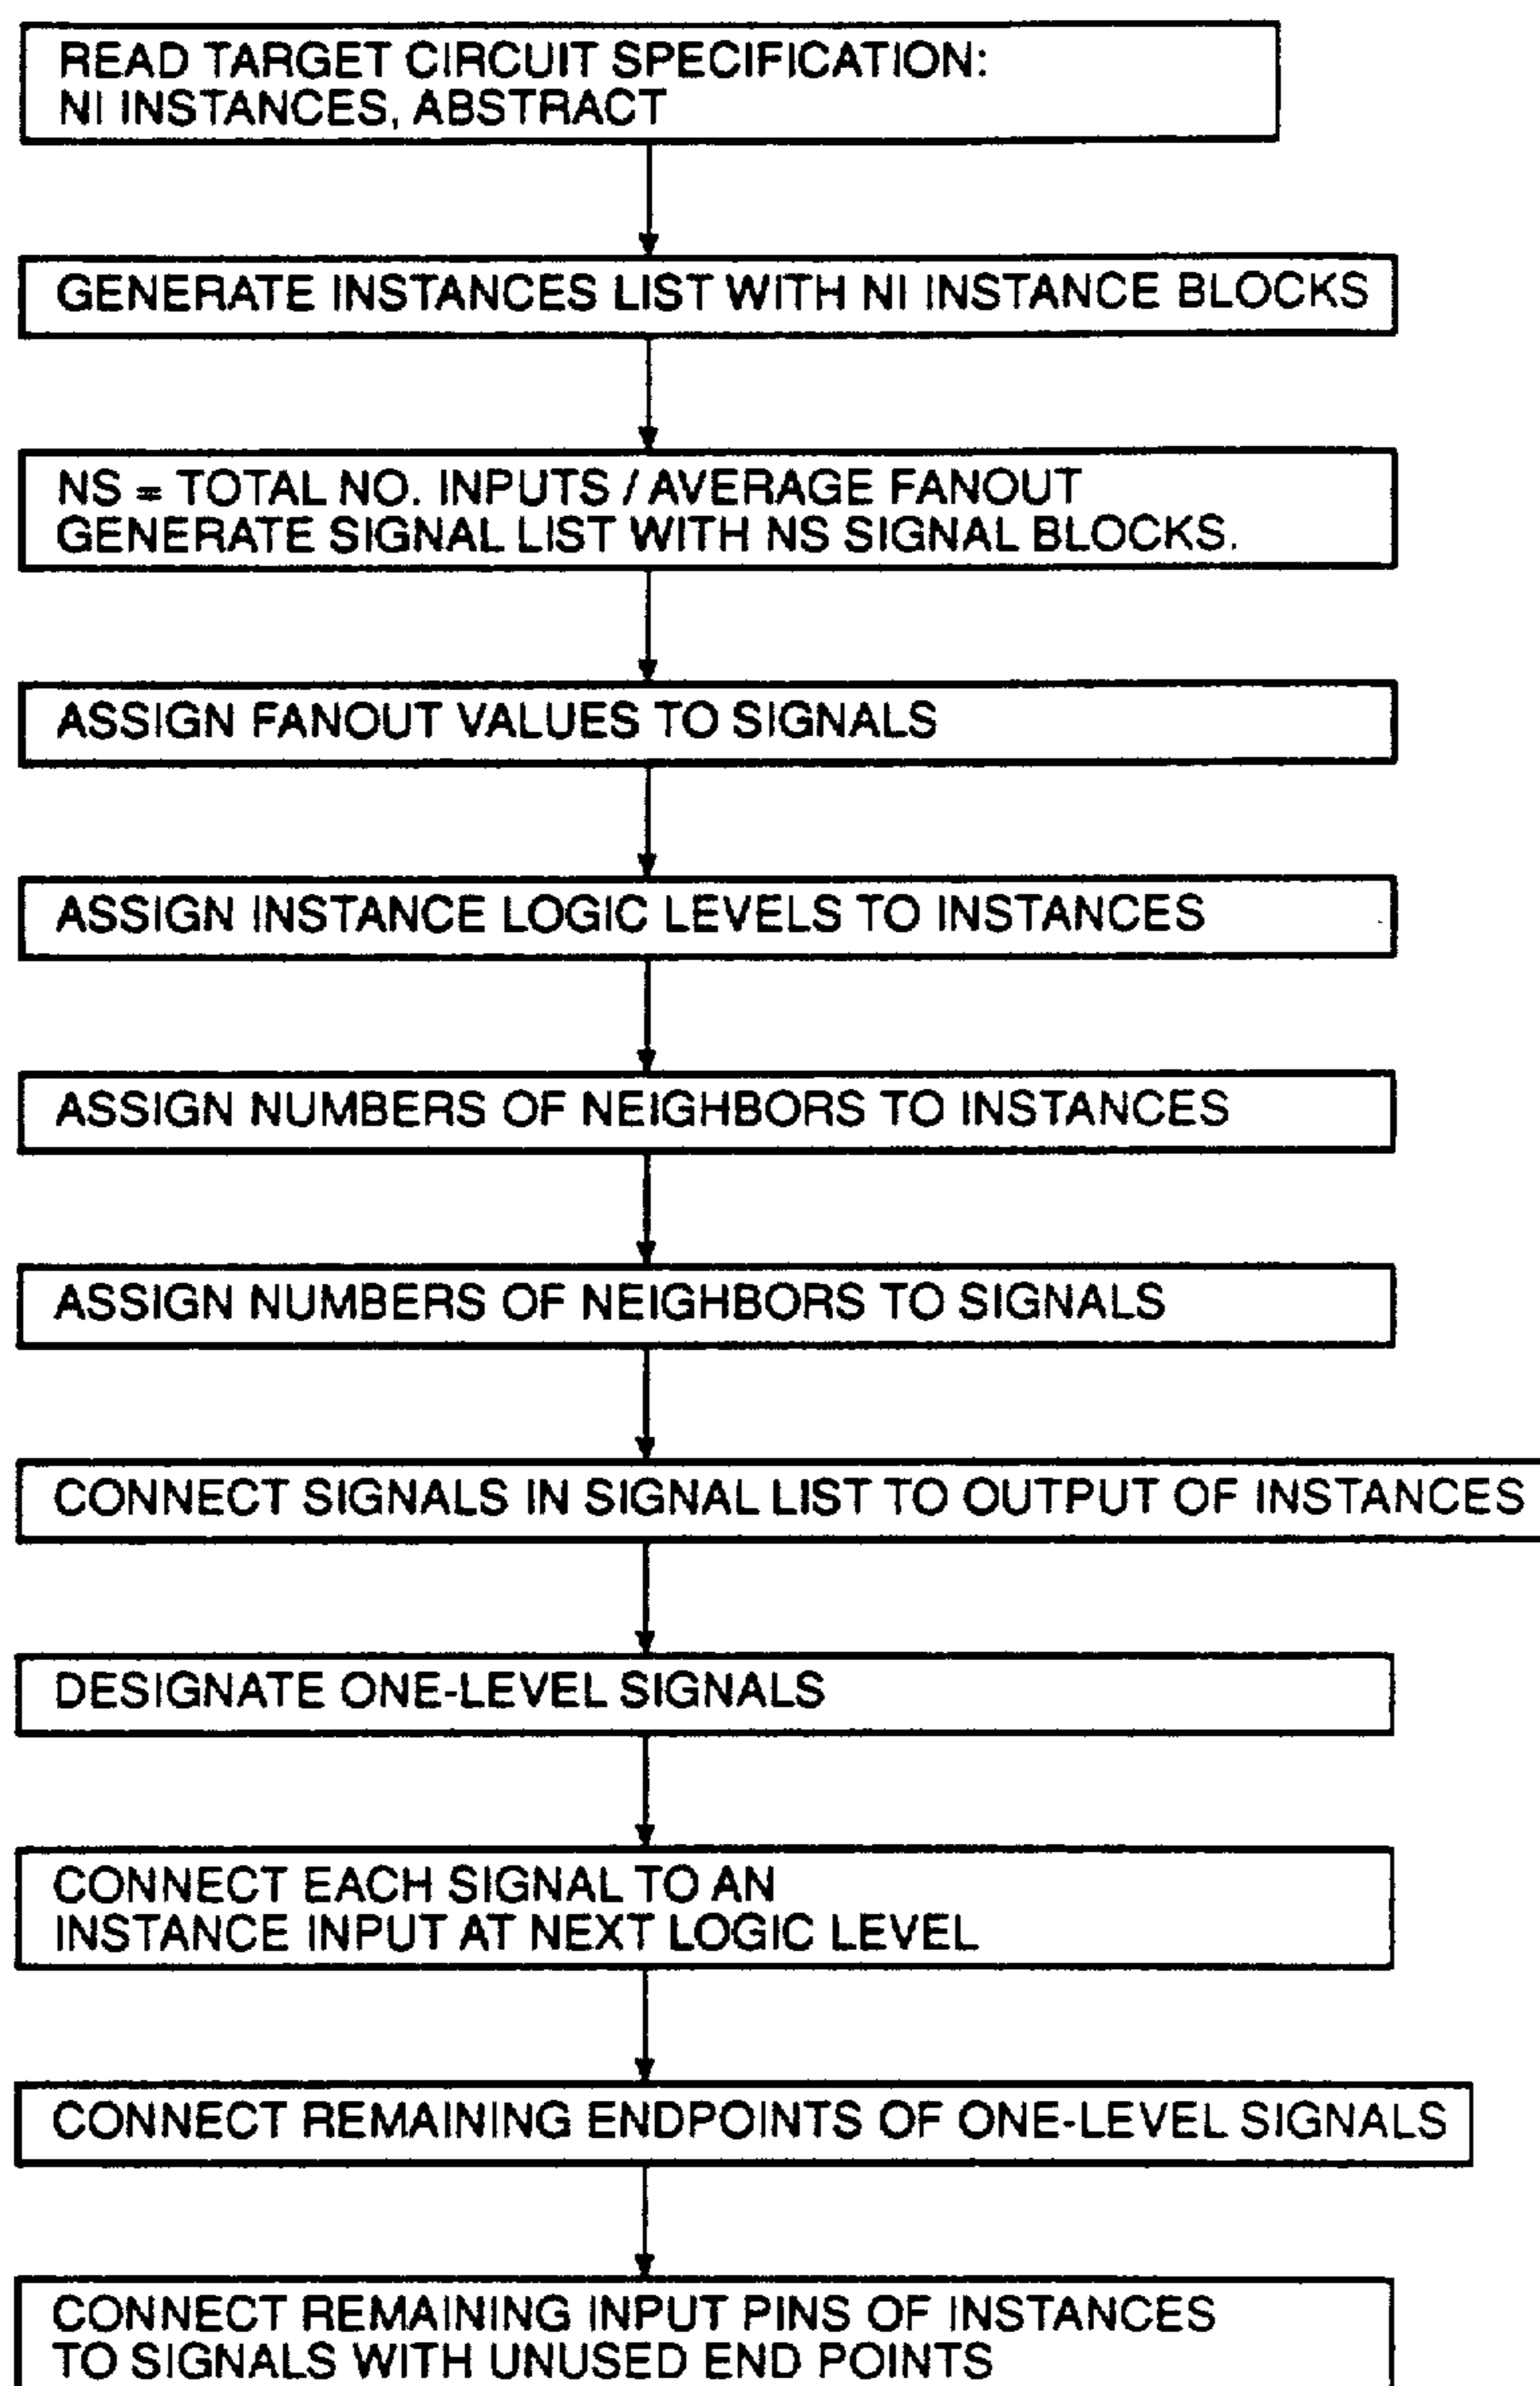 READ TARGET CIRCUIT SPECIFICATION:
NI INSTANCES, ABSTRACT
GENERATE INSTANCES LIST WITH NI INSTANCE BLOCKS
NS = TOTAL NO. INPUTS / AVERAGE FANOUT
GENERATE SIGNAL LIST WITH NS SIGNAL BLOCKS.
ASSIGN FANOUT VALUES TO SIGNALS
ASSIGN INSTANCE LOGIC LEVELS TO INSTANCES
ASSIGN NUMBERS OF NEIGHBORS TO INSTANCES
ASSIGN NUMBERS OF NEIGHBORS TO SIGNALS
CONNECT SIGNALS IN SIGNAL LIST TO OUTPUT OF INSTANCES
DESIGNATE ONE-LEVEL SIGNALS
CONNECT EACH SIGNAL TO AN
INSTANCE INPUT AT NEXT LOGIC LEVEL
CONNECT REMAINING ENDPOINTS OF ONE-LEVEL SIGNALS
CONNECT REMAINING INPUT PINS OF INSTANCES
TO SIGNALS WITH UNUSED END POINTS